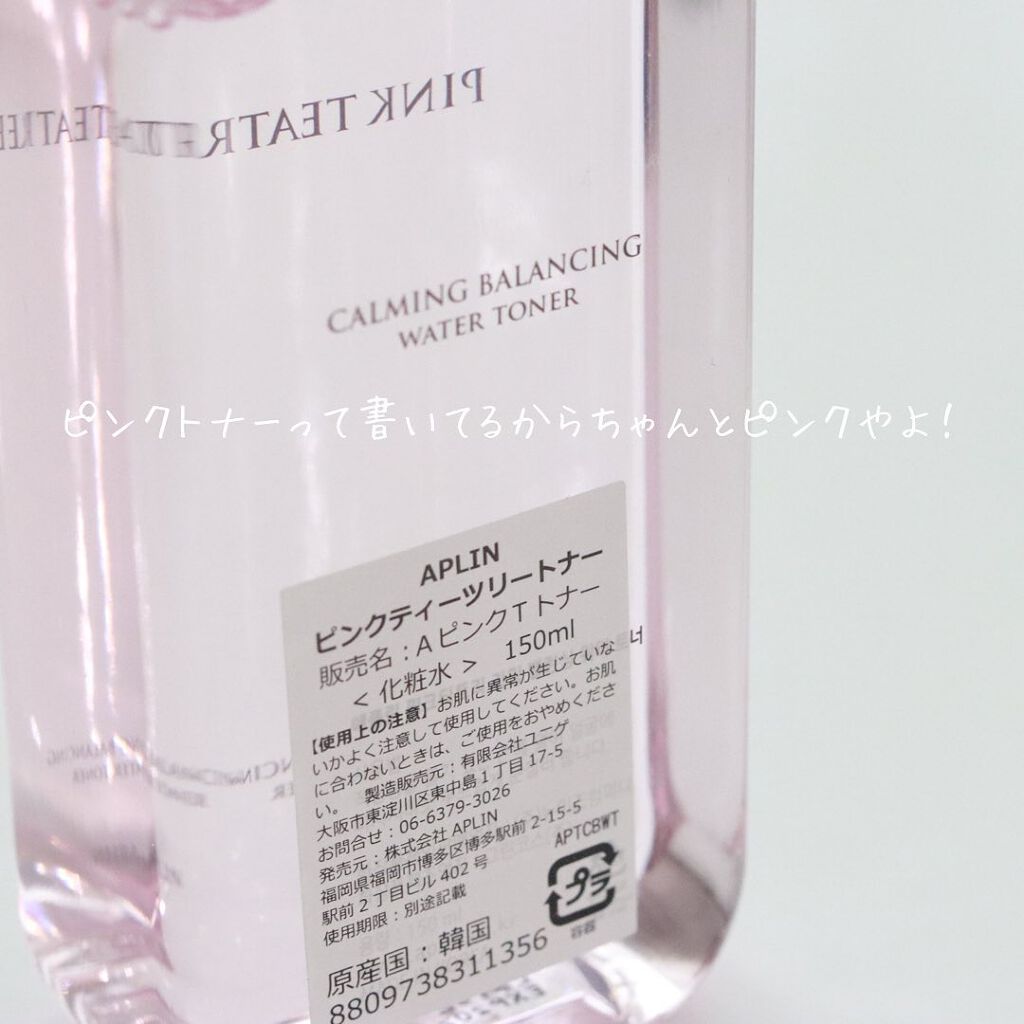 PINK TEATR
CALMING BALANCING
WATER TONER
ピンクトナーって書いてるからちゃんとピンクやよ!
APLIN
ピンクティーツリートナー
販売名:AピンクTトナー
<化粧水> 150ml
【使用上の注意】お肌に異常が生じていな
いかよく注意して使用してください。お肌
に合わないときは、ご使用をおやめくださ
い。 製造販売元:有限会社ユニゲ
大阪市東淀川区東中島1丁目17-5
お問合せ:06-6379-3026
発売元:株式会社APLIN
福岡県福岡市博多区博多駅前2-15-5
駅前2丁目ビル402号
使用期限:別途記載
APTCBWT
プラ
容器
原産国:韓国
8809738311356